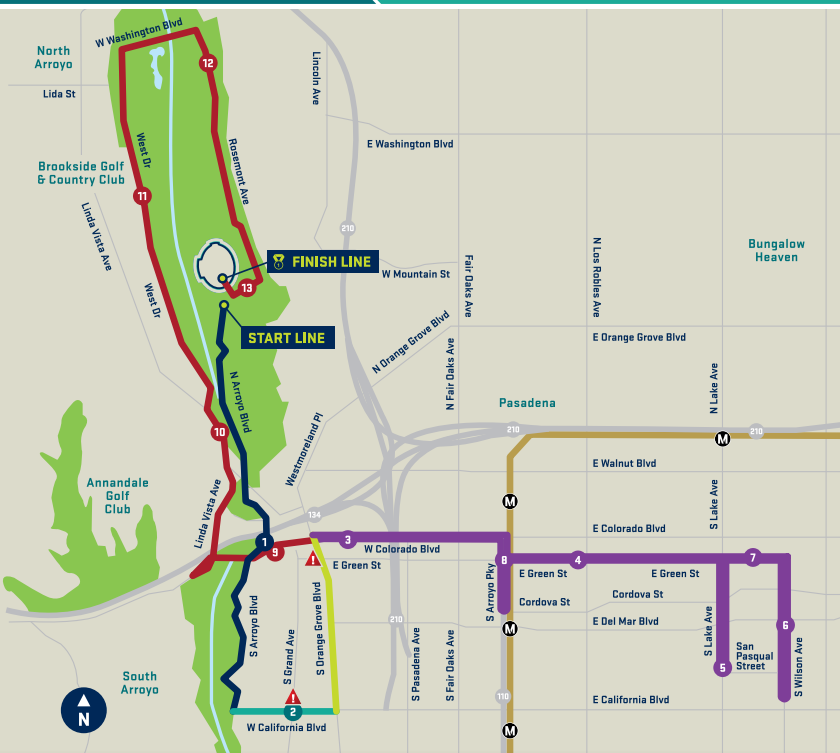 W Washington Blvd
North
Arroyo
12
Lincoln Ave
Lida St
E Washington Blvd
West Dr
Rosemont Ave
Brookside Golf
& Country Club
11
Linda Vista Ave
210
N Los Robles Ave
Bungalow
Heaven
FINISH LINE
W Mountain St
Fair Oaks Ave
13
West Dr
START LINE
N Orange Grove Blvd
E Orange Grove Blvd
N Fair Oaks Ave
N Lake Ave
N Arroyo Blvd
Pasadena
10
210
M
210
Westmoreland Pl
E Walnut Blvd
Annandale
Golf
Club
Linda Vista Ave
M
S Lake Ave
134
E Colorado Blvd
1
3
W Colorado Blvd
9
!
E Green St
8
4
7
E Green St
E Green St
S Arroyo Pky
Cordova St
Cordova St
S Arroyo Blvd
S Grand Ave
S Orange Grove Blvd
210
E Del Mar Blvd
M
6
S Pasadena Ave
S Fair Oaks Ave
S Lake Ave
San
Pasqual
Street
5
S Wilson Ave
South
Arroyo
N
!
2
110
E California Blvd
W California Blvd
M